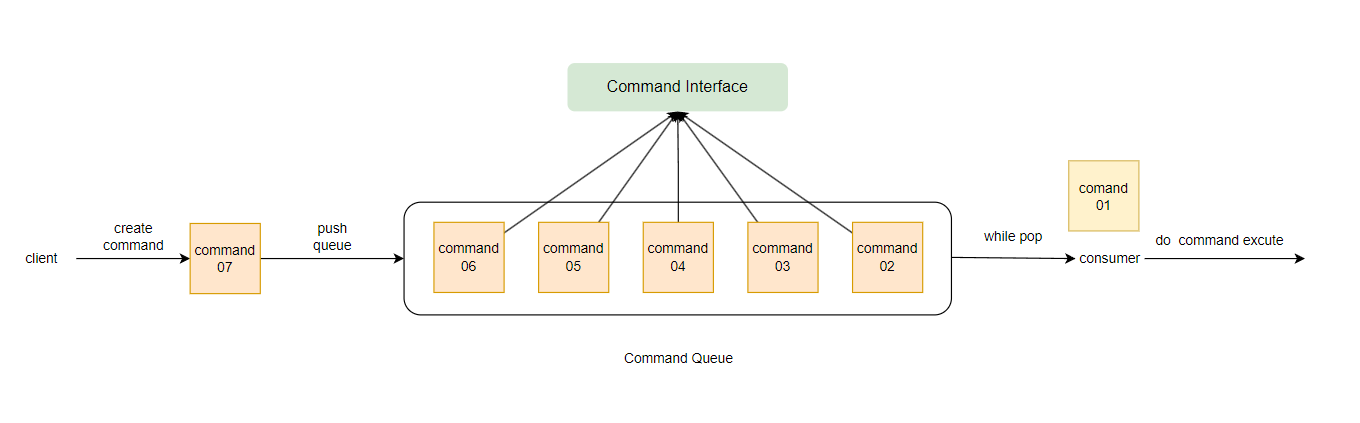 Command Interface
client
create
command
command
07
push
queue
command
06
command
05
command
04
command
03
command
02
while pop
comand
01
consumer
do  command excute
Command Queue